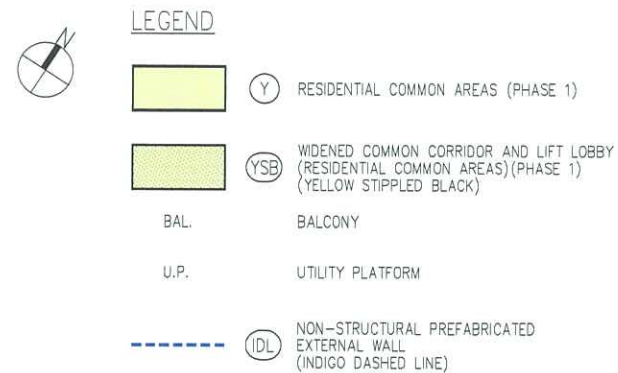 LEGEND
N
Y RESIDENTIAL COMMON AREAS (PHASE 1)
YSB WIDENED COMMON CORRIDOR AND LIFT LOBBY
(RESIDENTIAL COMMON AREAS)(PHASE 1)
(YELLOW STIPPLED BLACK)
BAL. BALCONY
U.P. UTILITY PLATFORM
IDL NON-STRUCTURAL PREFABRICATED
EXTERNAL WALL
(INDIGO DASHED LINE)